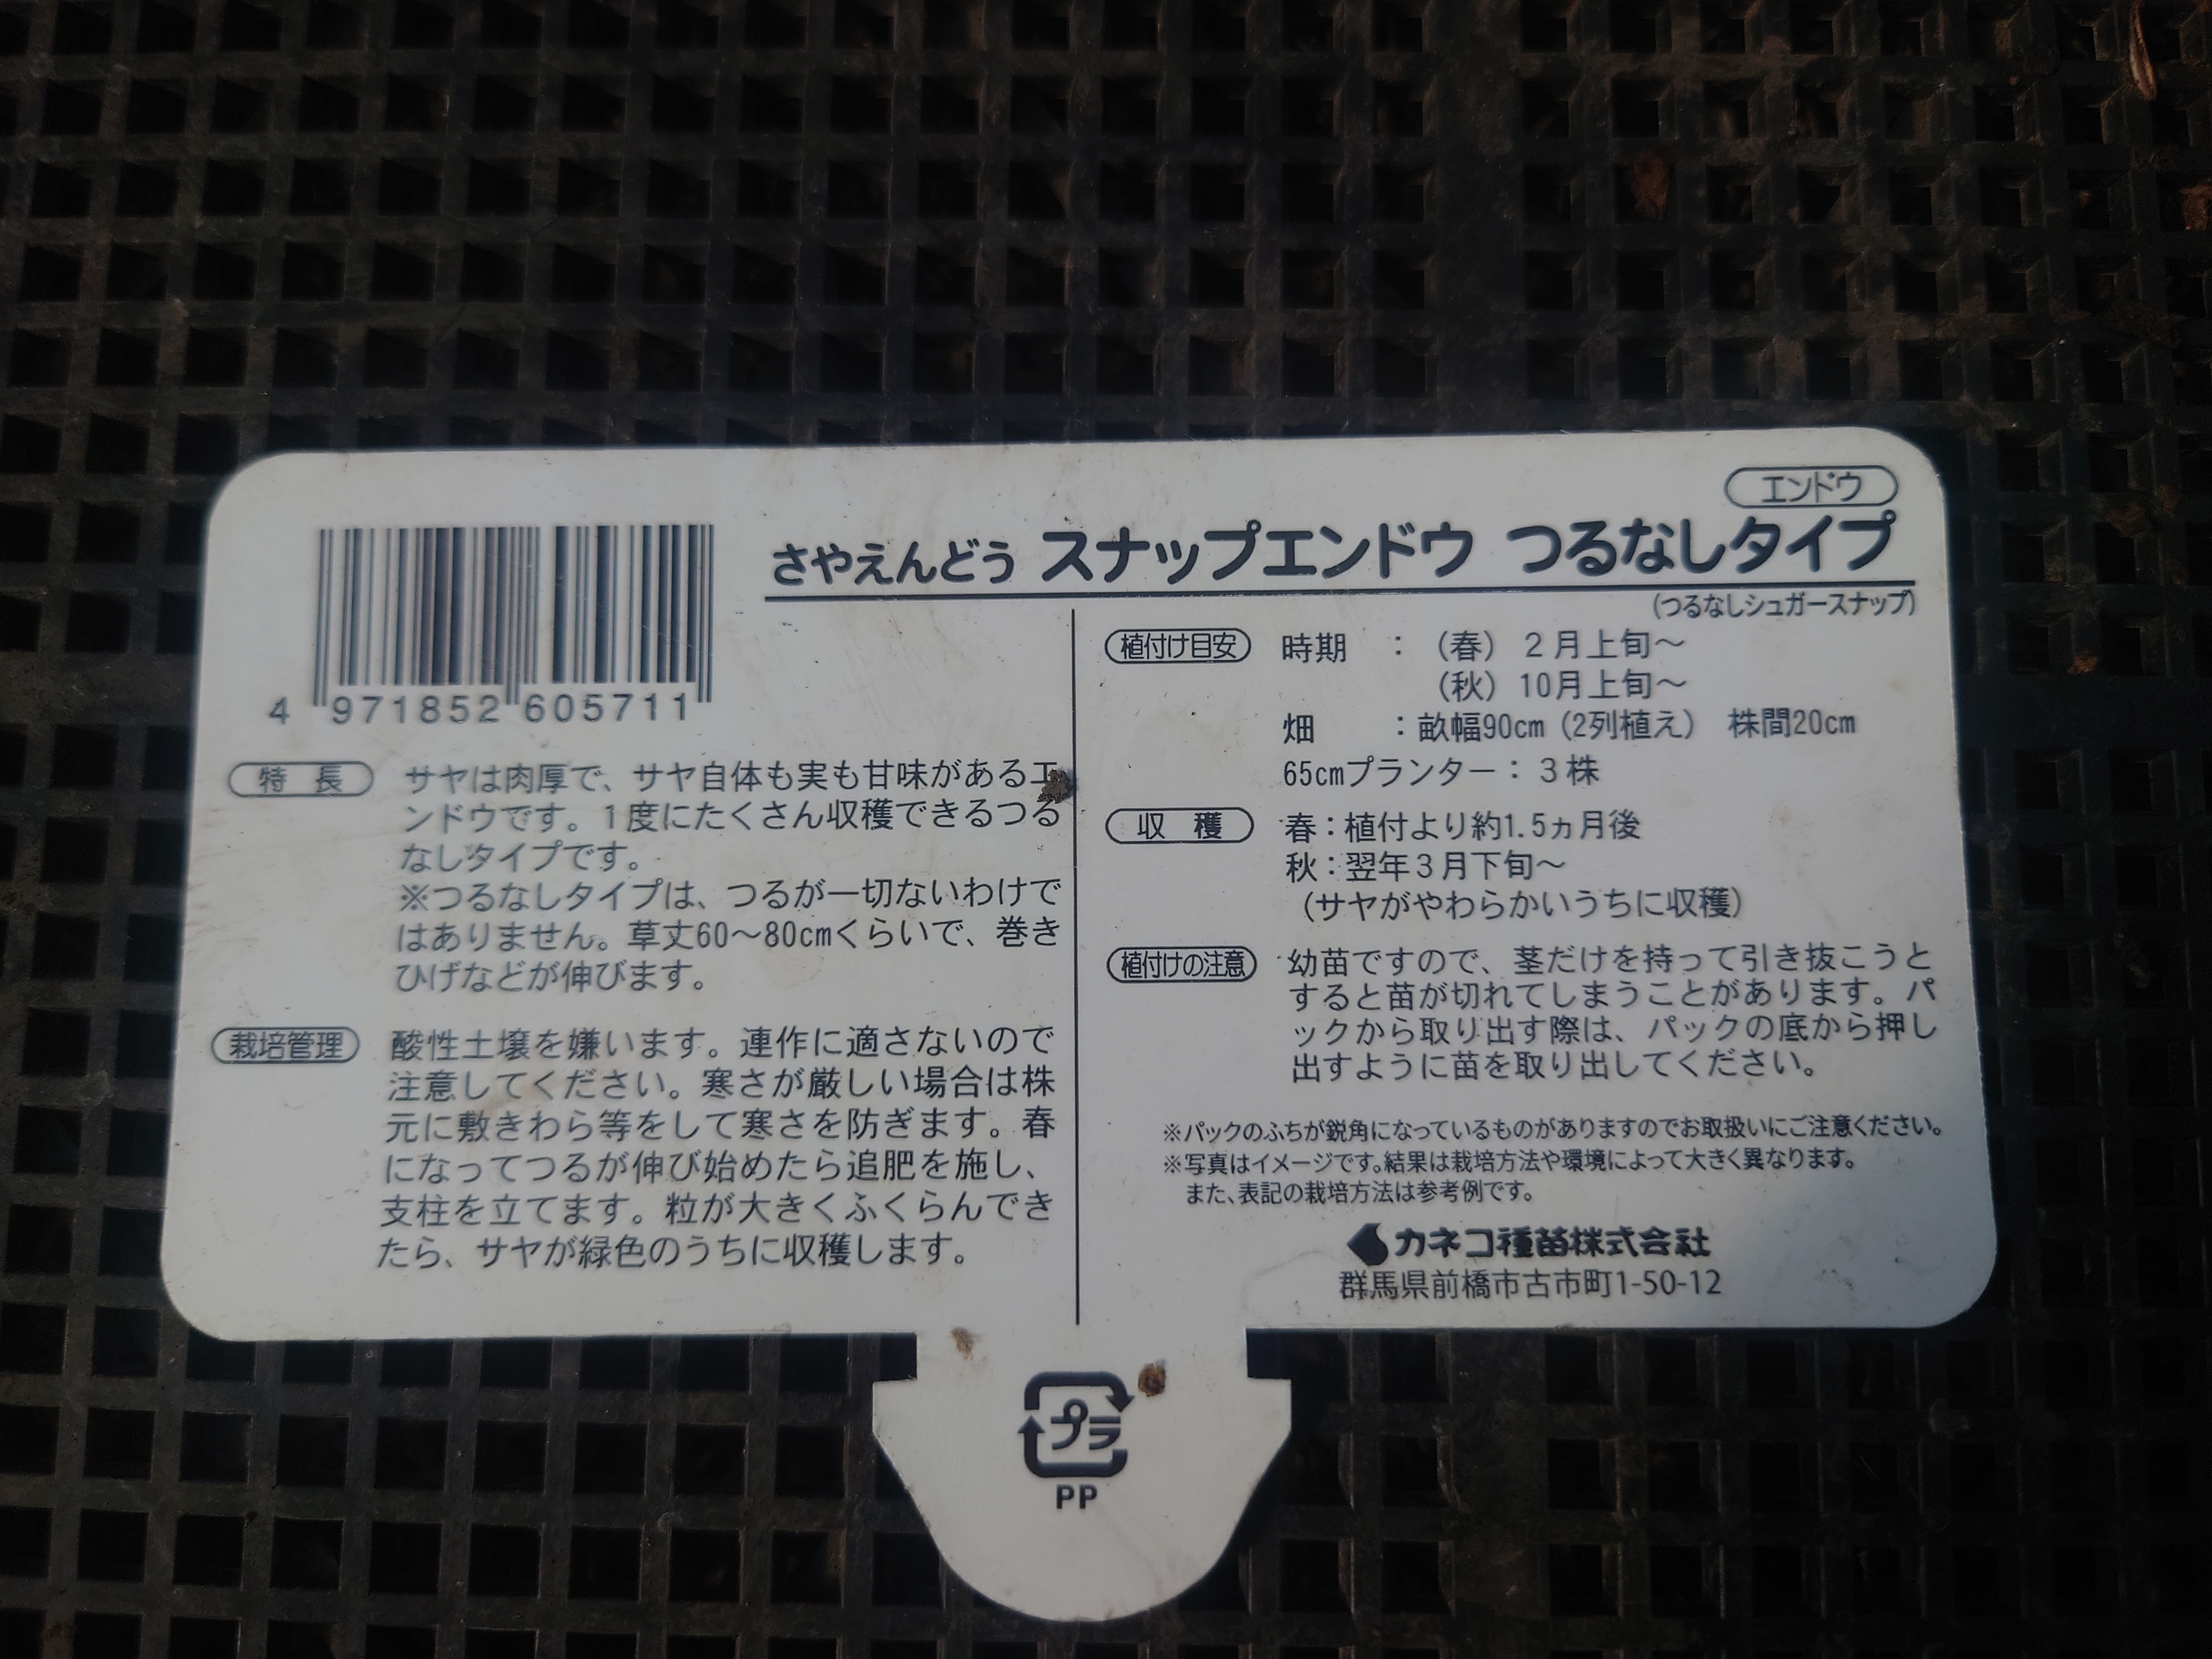 エンドウ
さやえんどう スナップエンドウ つるなしタイプ
(つるなしシュガースナップ)
4 971852 605711
特 長 サヤは肉厚で、サヤ自体も実も甘味があるエ
ンドウです。1度にたくさん収穫できるつる
なしタイプです。
※つるなしタイプは、つるが一切ないわけで
はありません。草丈60～80cmくらいで、巻き
ひげなどが伸びます。
栽培管理 酸性土壌を嫌います。連作に適さないので
注意してください。寒さが厳しい場合は株
元に敷きわら等をして寒さを防ぎます。春
になってつるが伸び始めたら追肥を施し、
支柱を立てます。粒が大きくふくらんでき
たら、サヤが緑色のうちに収穫します。
植付け目安 時期 ：（春）２月上旬～
（秋）10月上旬～
畑 ：畝幅90cm（2列植え） 株間20cm
65cmプランター：３株
収 穫 春：植付より約1.5ヵ月後
秋：翌年３月下旬～
（サヤがやわらかいうちに収穫）
植付けの注意 幼苗ですので、茎だけを持って引き抜こうと
すると苗が切れてしまうことがあります。パ
ックから取り出す際は、パックの底から押し
出すように苗を取り出してください。
※パックのふちが鋭角になっているものがありますのでお取扱いにご注意ください。
※写真はイメージです。結果は栽培方法や環境によって大きく異なります。
また、表記の栽培方法は参考例です。
カネコ種苗株式会社
群馬県前橋市古市町1-50-12
プラ
PP